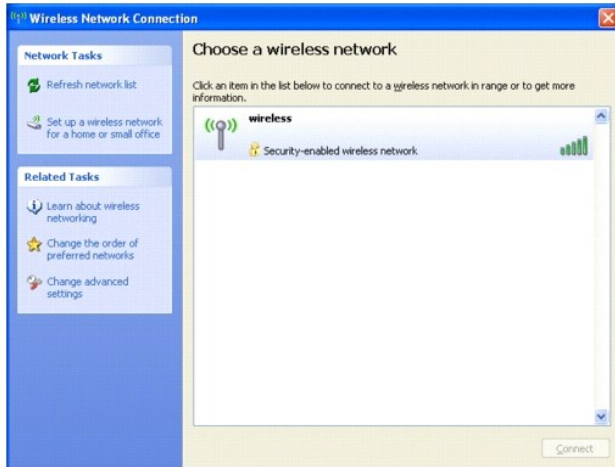 Wireless Network Connection
Network Tasks
Refresh network list
Set up a wireless network
for a home or small office
Related Tasks
Learn about wireless
networking
Change the order of
preferred networks
Change advanced
settings
Choose a wireless network
Click an item in the list below to connect to a wireless network in range or to get more
information.
wireless
Security-enabled wireless network
Connect